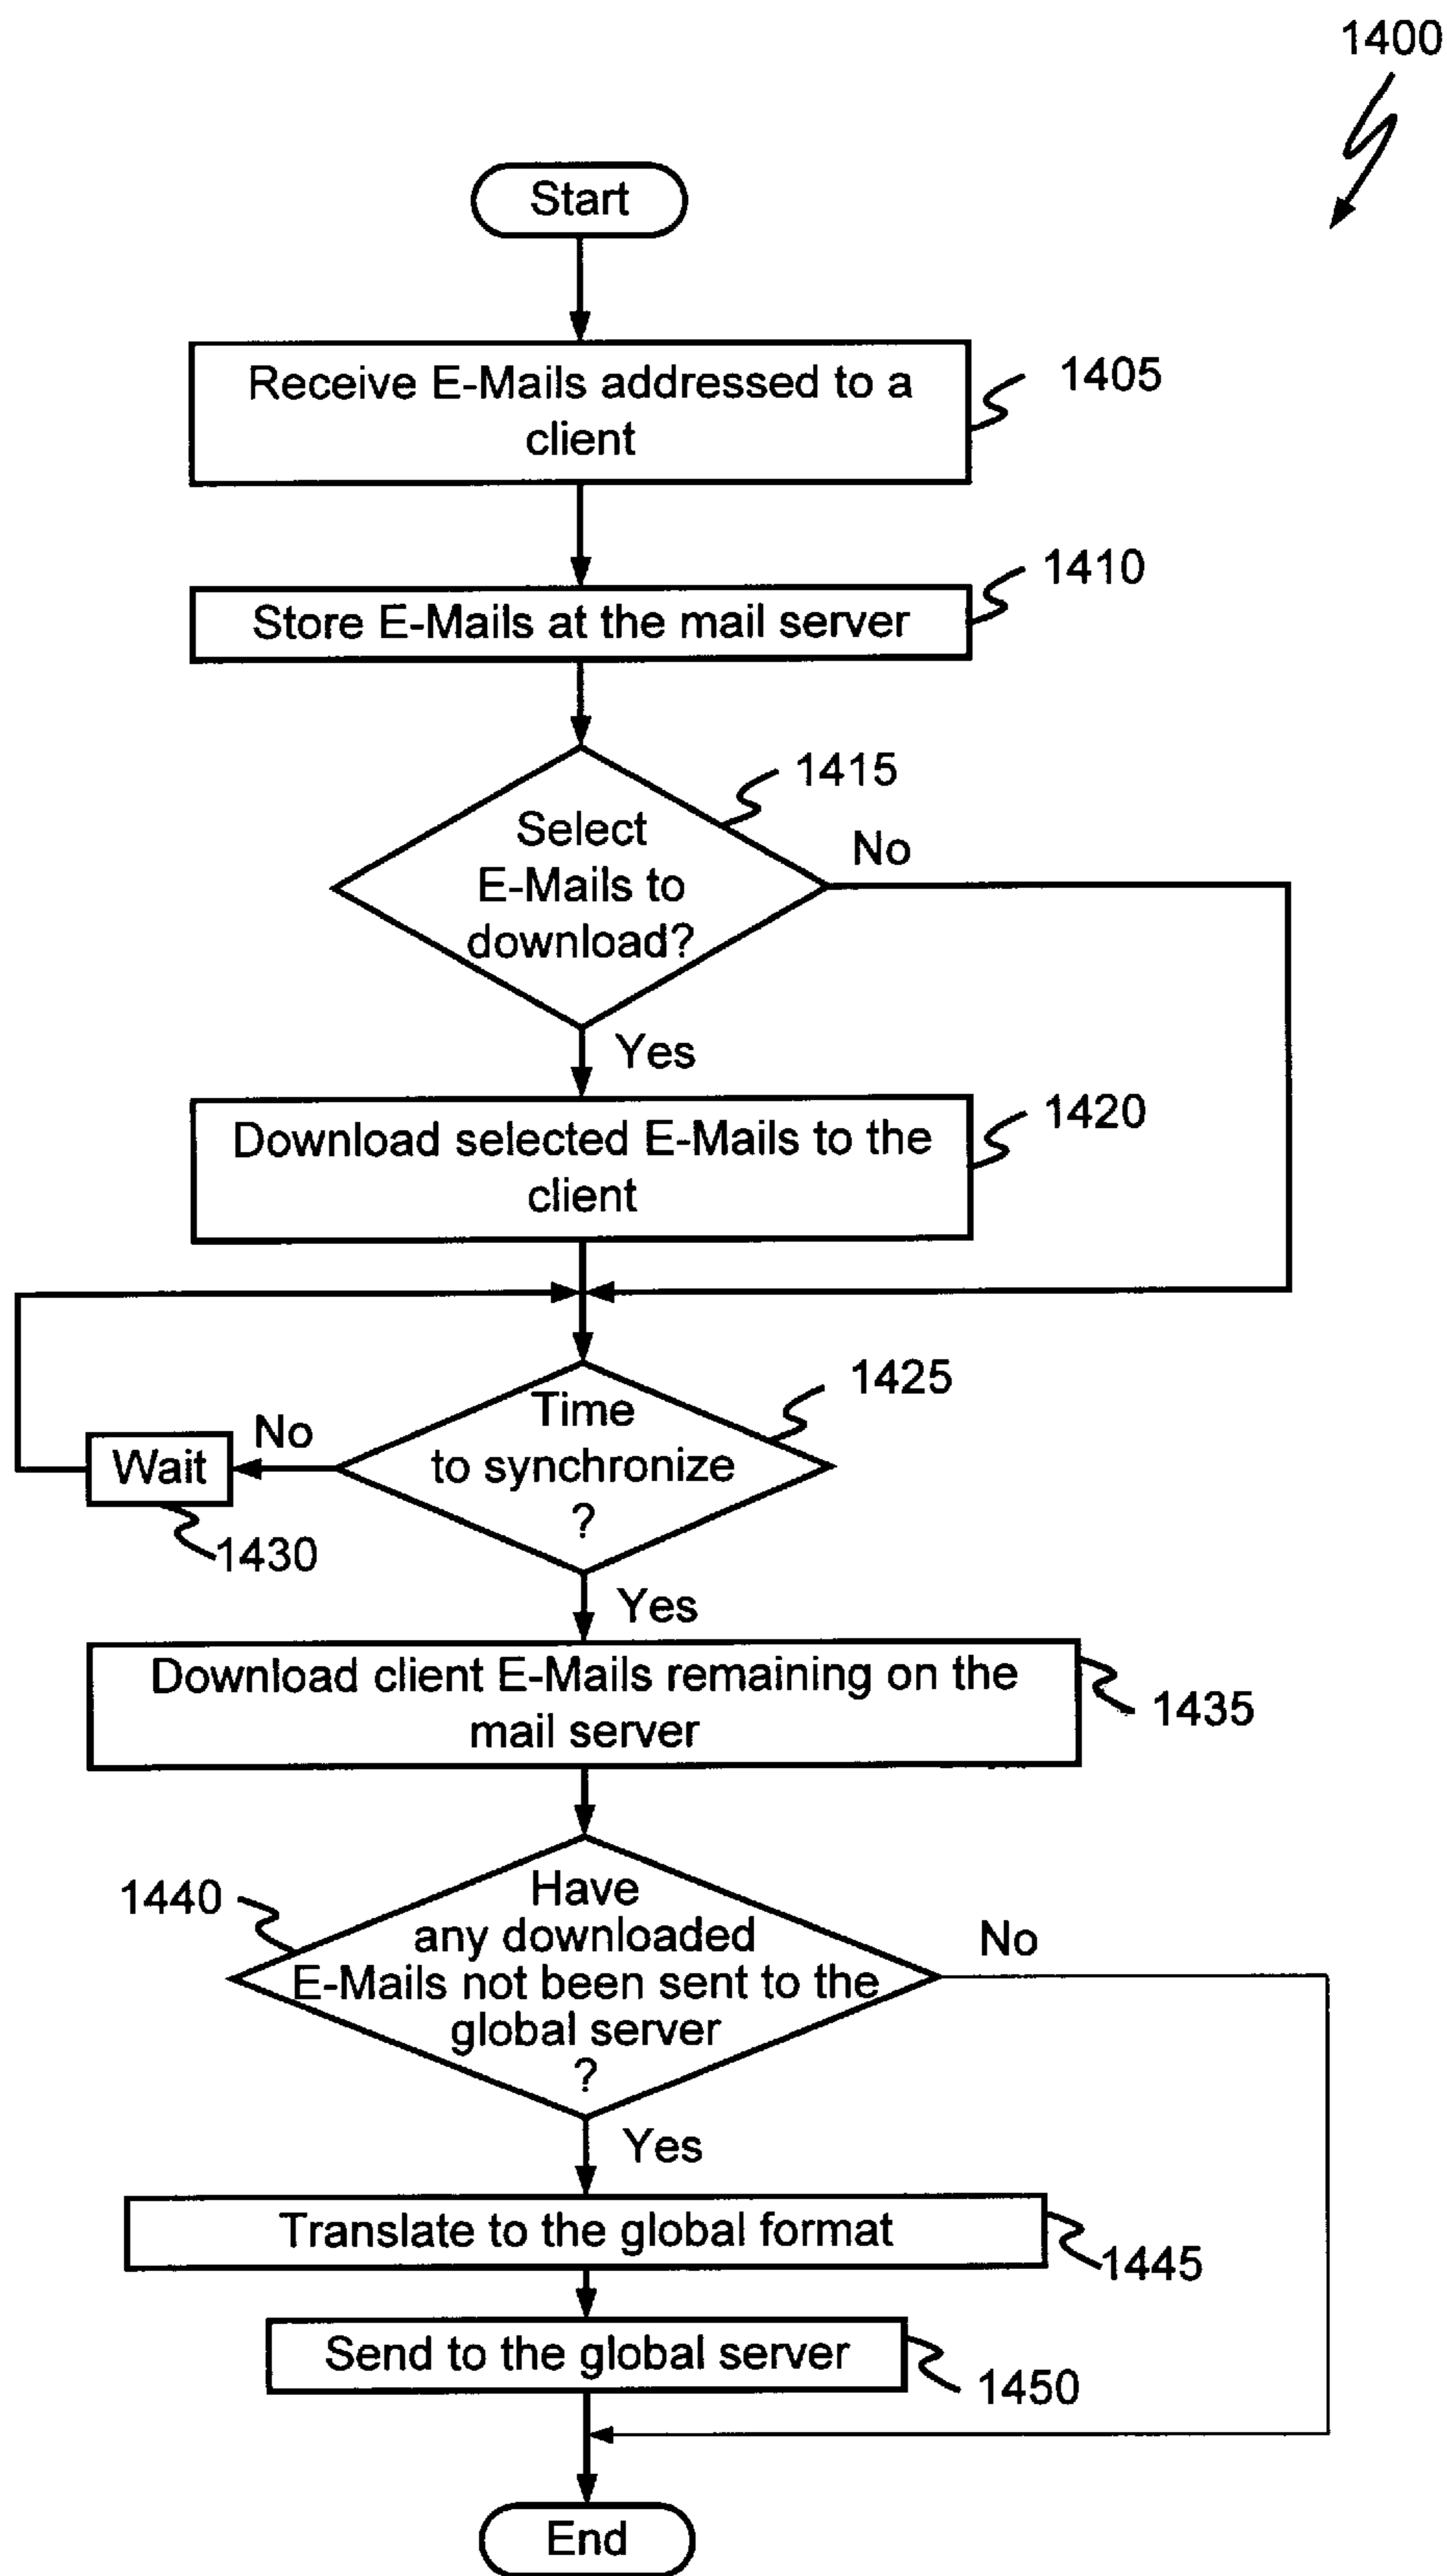 1400
Start
Receive E-Mails addressed to a
client
1405
Store E-Mails at the mail server
1410
1415
Select
E-Mails to
download?
No
Yes
Download selected E-Mails to the
client
1420
Time
to synchronize
?
1425
No
Wait
1430
Yes
Download client E-Mails remaining on the
mail server
1435
1440
Have
any downloaded
E-Mails not been sent to the
global server
?
No
Yes
Translate to the global format
1445
Send to the global server
1450
End